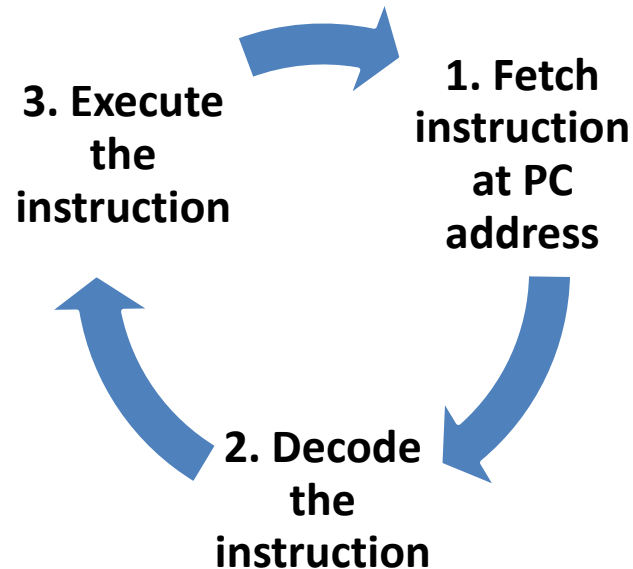 1. Fetch
instruction
at PC
address
2. Decode
the
instruction
3. Execute
the
instruction